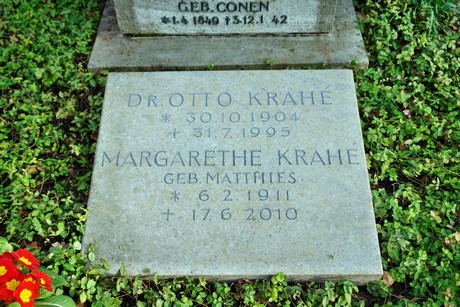 GEB.CONEN
*1.4 1849 +3.12.1 42
DR. OTTO KRAHÉ
* 30.10.1904
+ 31.7.1995
MARGARETHE KRAHÉ
GEB. MATTHIES
* 6.2.1911
+ 17.6 2010